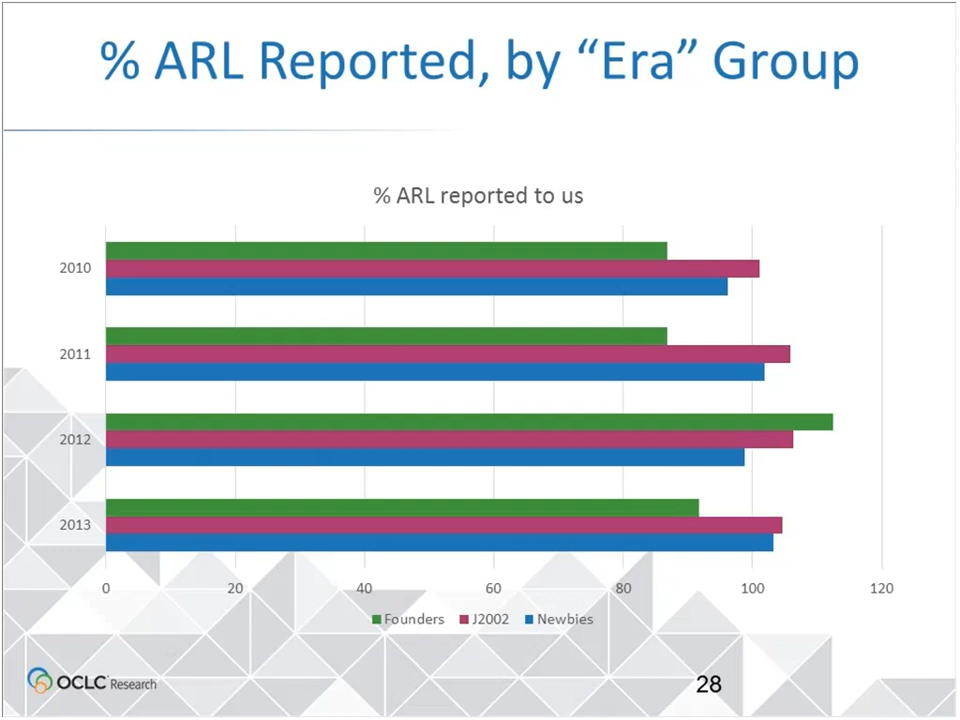 % ARL Reported, by “Era” Group
% ARL reported to us
2010
2011
2012
2013
0 20 40 60 80 100 120
Founders J2002 Newbies
OCLC Research
28